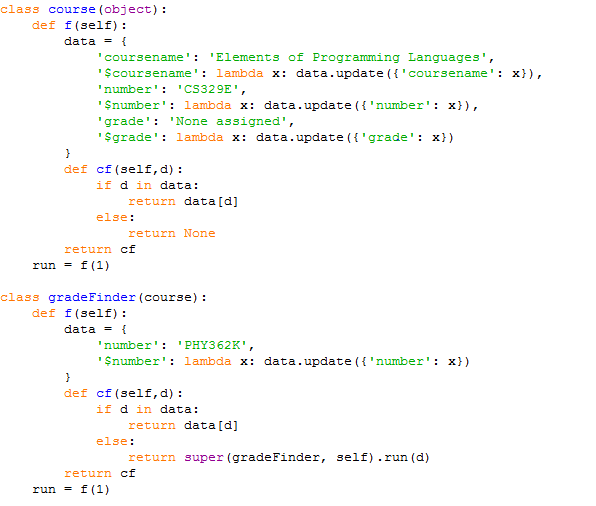 class course(object):
    def f(self):
        data = {
            'coursename': 'Elements of Programming Languages',
            '$coursename': lambda x: data.update({'coursename': x}),
            'number': 'CS329E',
            '$number': lambda x: data.update({'number': x}),
            'grade': 'None assigned',
            '$grade': lambda x: data.update({'grade': x})
        }
        def cf(self,d):
            if d in data:
                return data[d]
            else:
                return None
        return cf
    run = f(1)

class gradeFinder(course):
    def f(self):
        data = {
            'number': 'PHY362K',
            '$number': lambda x: data.update({'number': x})
        }
        def cf(self,d):
            if d in data:
                return data[d]
            else:
                return super(gradeFinder, self).run(d)
        return cf
    run = f(1)